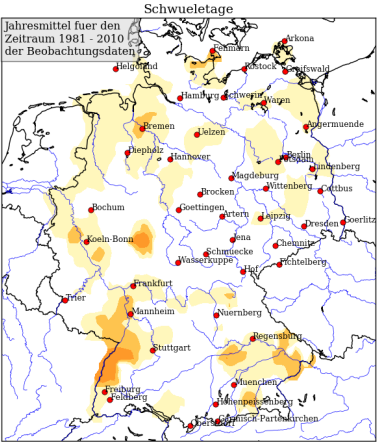 Schwueletage
Jahresmittel fuer den
Zeitraum 1981 - 2010
der Beobachtungsdaten
Arkona
Fehmarn
Helgoland
Rostock
Greifswald
Hamburg
Schwerin
Waren
Bremen
Uelzen
Angermuende
Diepholz
Hannover
Berlin
Potsdam
Lindenberg
Magdeburg
Wittenberg
Cottbus
Brocken
Bochum
Goettingen
Artern
Leipzig
Dresden
Goerlitz
Koeln-Bonn
Jena
Chemnitz
Schmuecke
Wasserkuppe
Hof
Fichtelberg
Frankfurt
Trier
Mannheim
Nuernberg
Regensburg
Stuttgart
Muenchen
Freiburg
Feldberg
Hohenpeissenberg
Garmisch-Partenkirchen
Oberstdorf